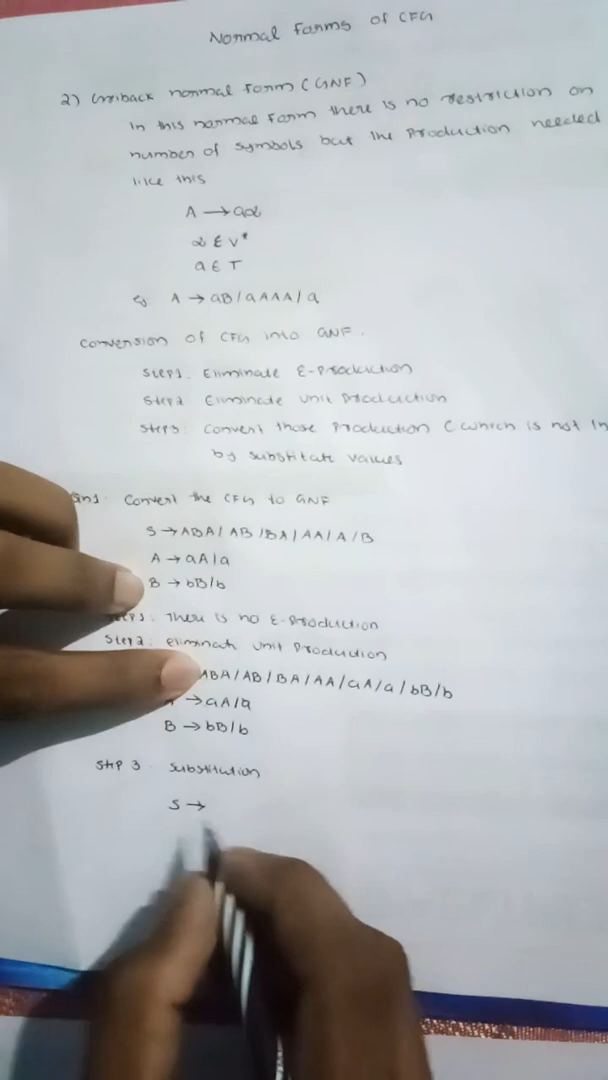 Normal Forms of CFG
2) Griback normal form (GNF)
In this normal form there is no restriction on
number of symbols but the production needed
like this
A → aα
α ∈ V*
a ∈ T
eg A → aB/aAAA/a
Conversion of CFG into GNF.
Step1. Eliminate ε-production
Step2 Eliminate unit production
Step3: Convert those production (which is not in
by substitute values
Qn1. Convert the CFG to GNF
S → ABA/AB/BA/AA/A/B
A → aA/a
B → bB/b
Step1: There is no ε-production
Step2: eliminate unit production
ABA/AB/BA/AA/aA/a/bB/b
→ aA/a
B → bB/b
Step 3. Substitution
S →